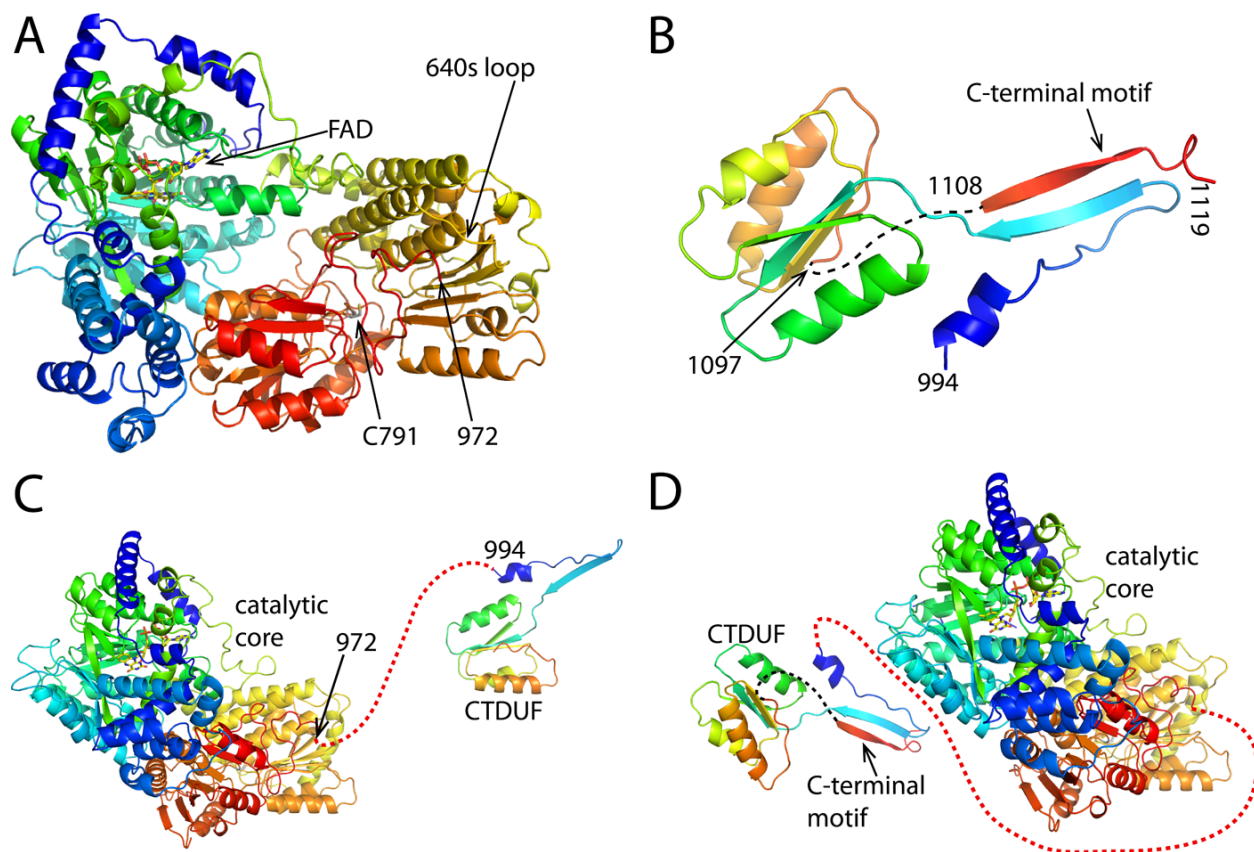 A
640s loop
FAD
C791
972
B
C-terminal motif
1108
1119
1097
994
C
994
catalytic
core
972
CTDUF
D
catalytic
core
CTDUF
C-terminal
motif